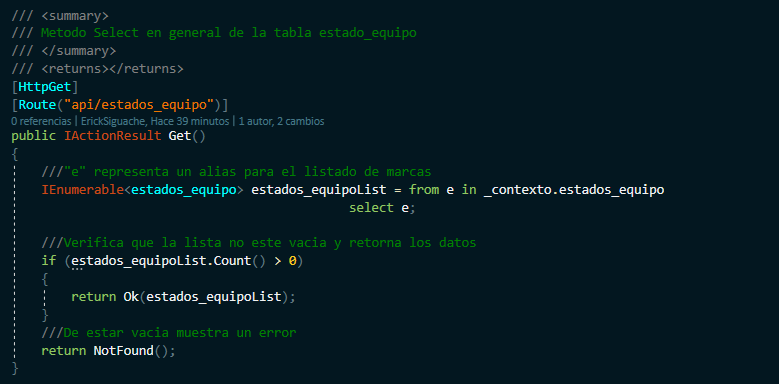 /// <summary>
/// Metodo Select en general de la tabla estado_equipo
/// </summary>
/// <returns></returns>
[HttpGet]
[Route("api/estados_equipo")]
0 referencias | ErickSiguache, Hace 39 minutos | 1 autor, 2 cambios
public IActionResult Get()
{
///"e" representa un alias para el listado de marcas
IEnumerable<estados_equipo> estados_equipoList = from e in _contexto.estados_equipo
select e;
///Verifica que la lista no este vacia y retorna los datos
if (estados_equipoList.Count() > 0)
{
return Ok(estados_equipoList);
}
///De estar vacia muestra un error
return NotFound();
}